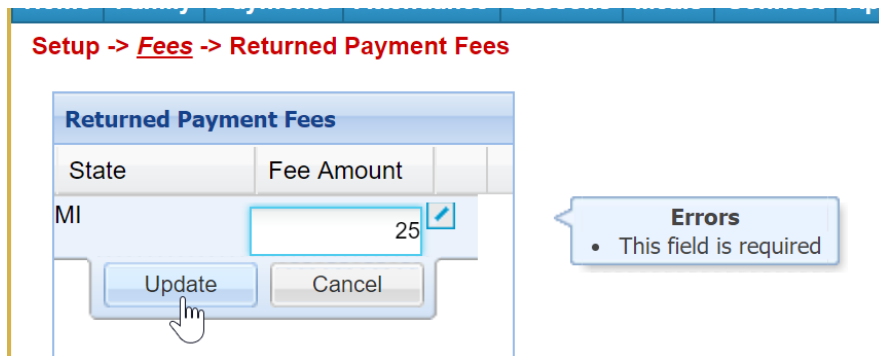 Setup -> Fees -> Returned Payment Fees
Returned Payment Fees
State Fee Amount
MI 25
Errors
• This field is required
Update Cancel